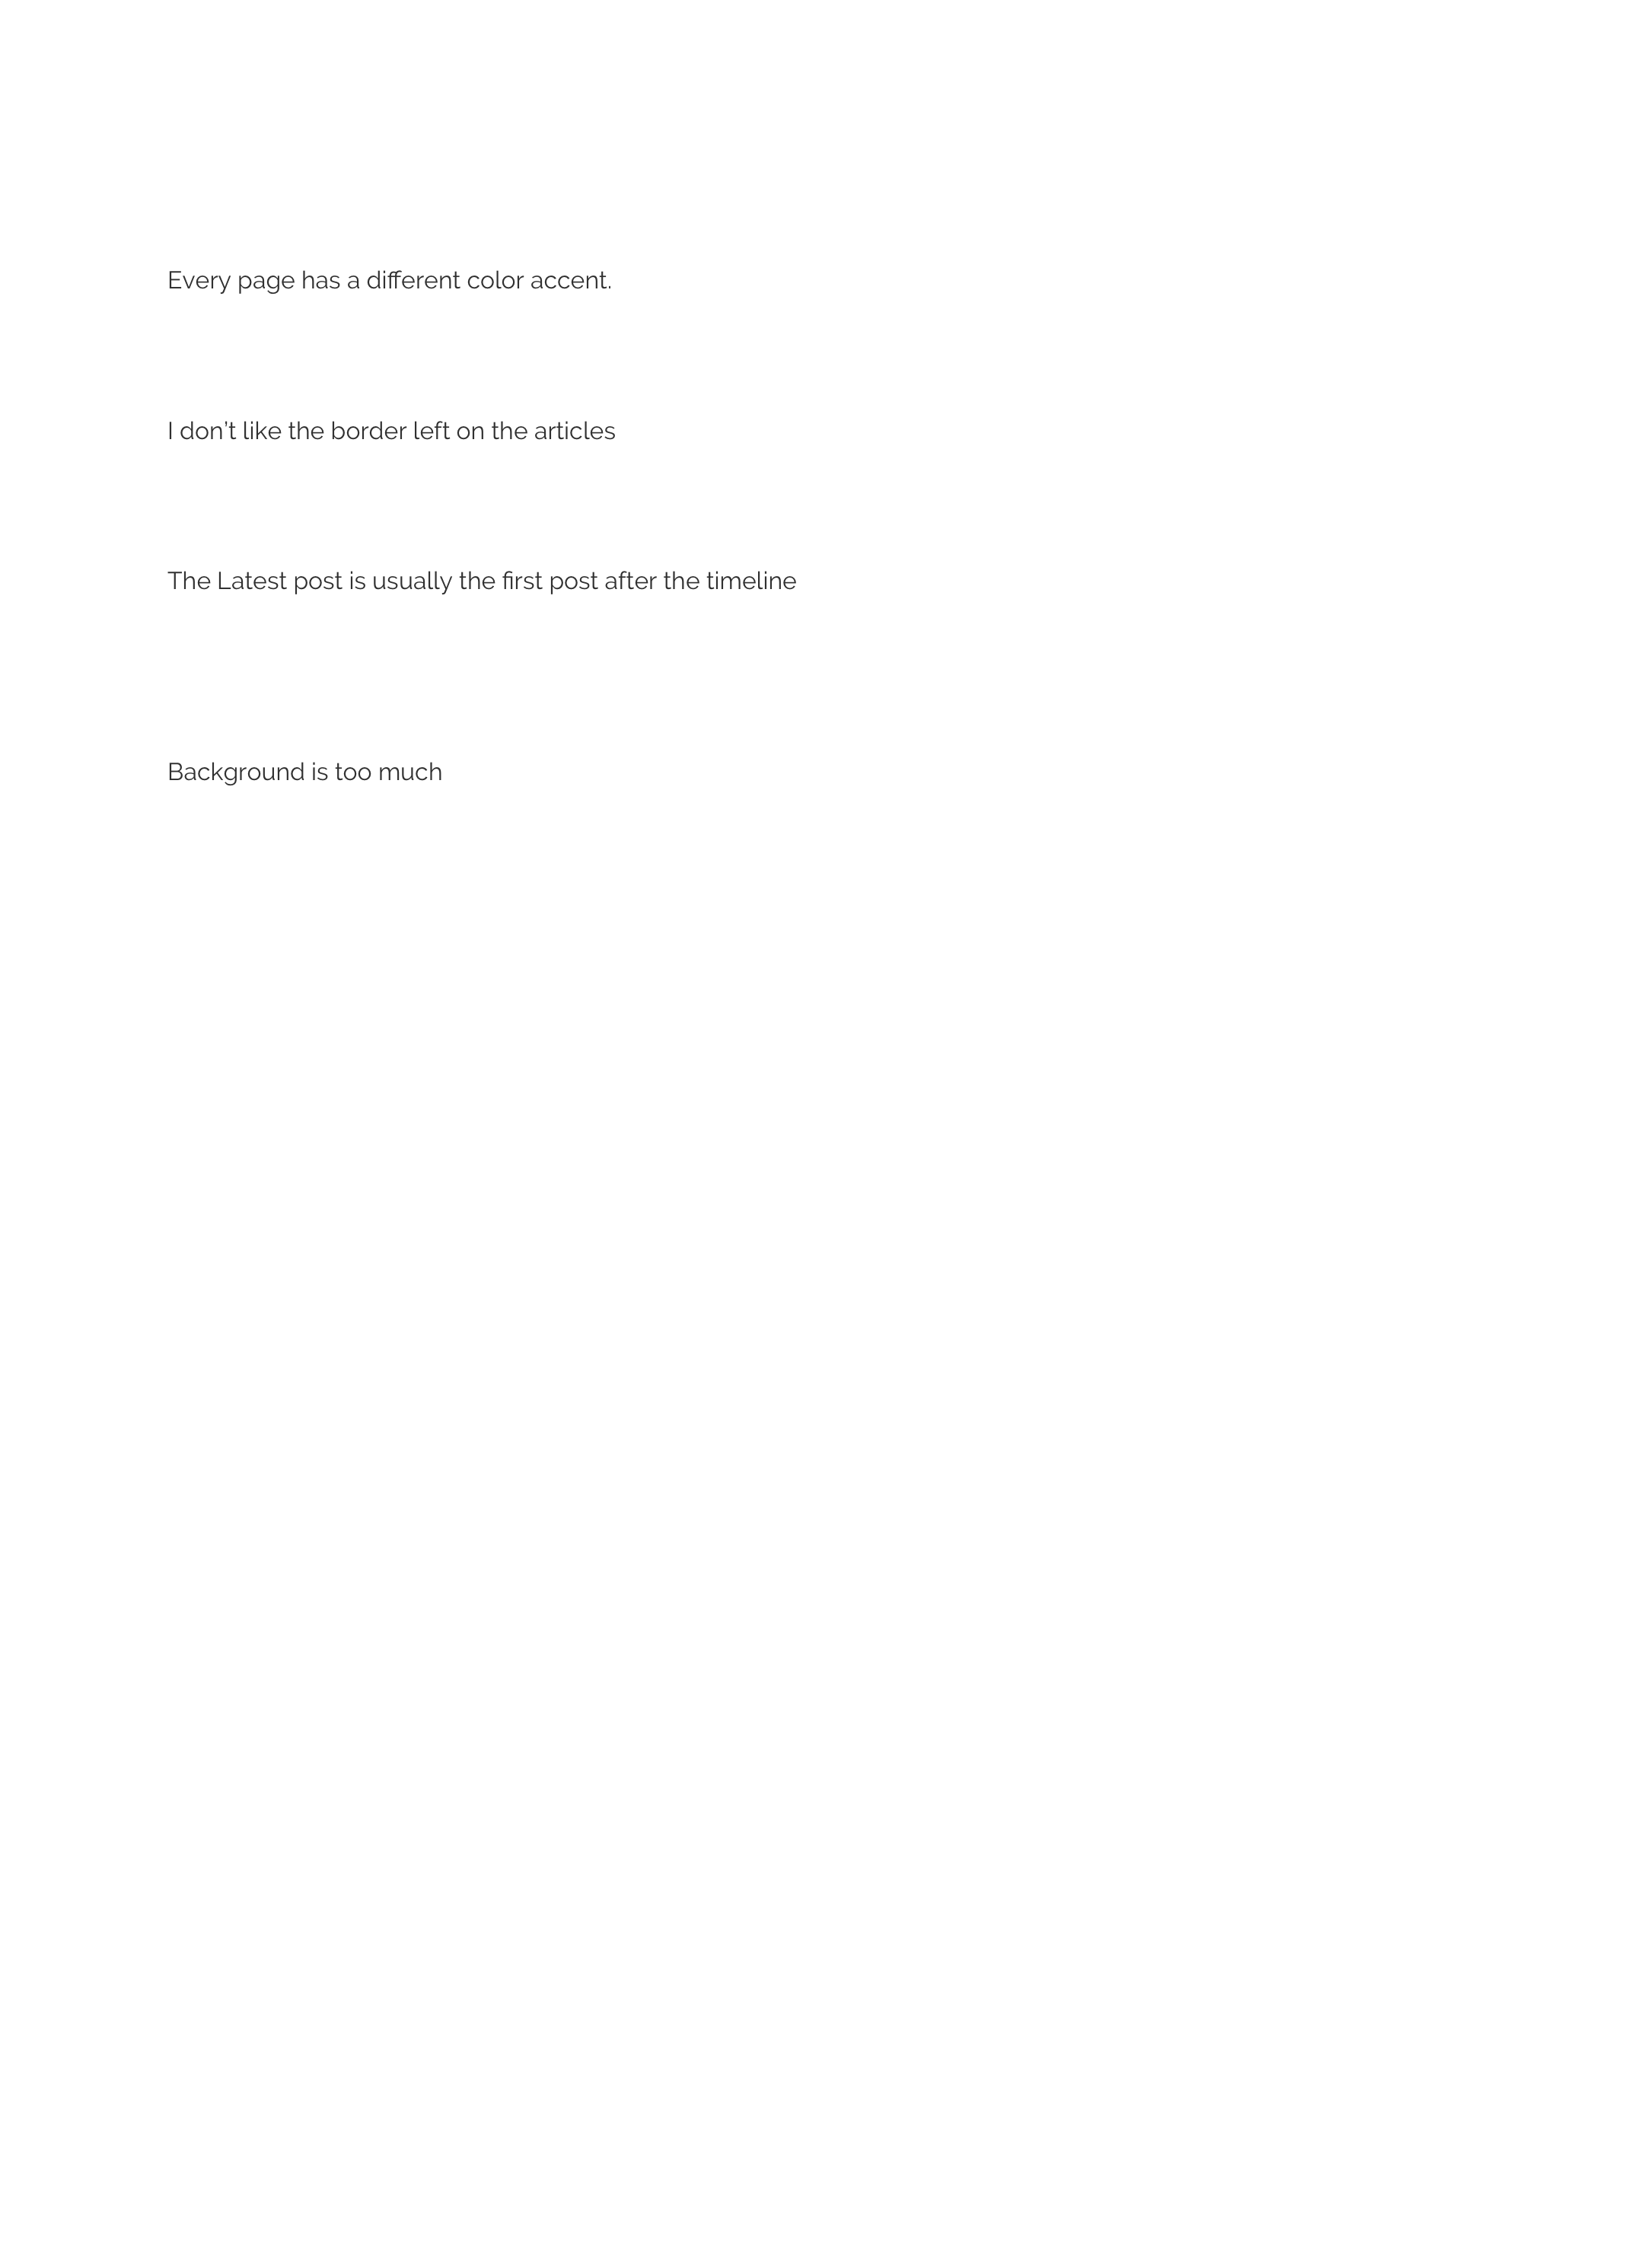 Every page has a different color accent.
I don’t like the border left on the articles
The Latest post is usually the first post after the timeline
Background is too much